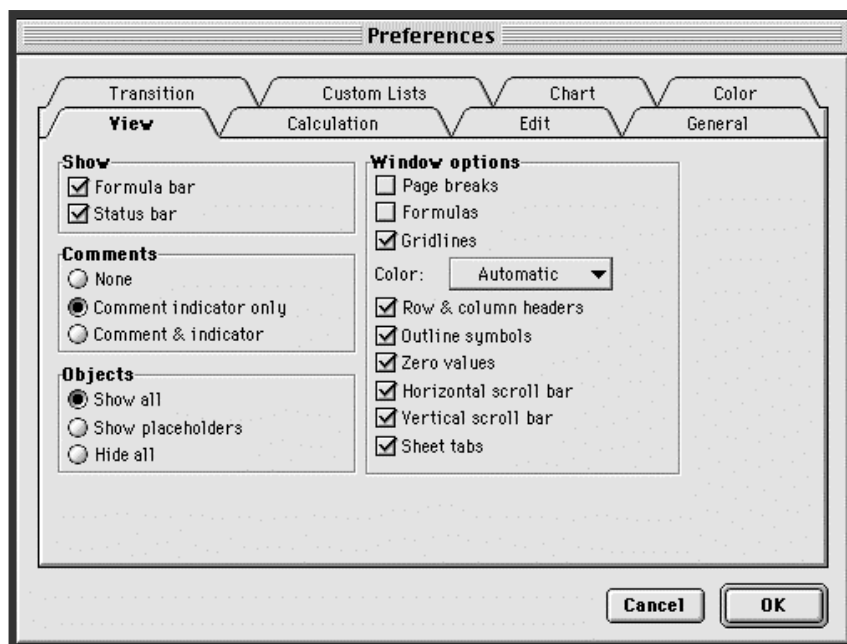 Preferences
Transition
Custom Lists
Chart
Color
View
Calculation
Edit
General
Show
Formula bar
Status bar
Comments
None
Comment indicator only
Comment & indicator
Objects
Show all
Show placeholders
Hide all
Window options
Page breaks
Formulas
Gridlines
Color: Automatic
Row & column headers
Outline symbols
Zero values
Horizontal scroll bar
Vertical scroll bar
Sheet tabs
Cancel
OK